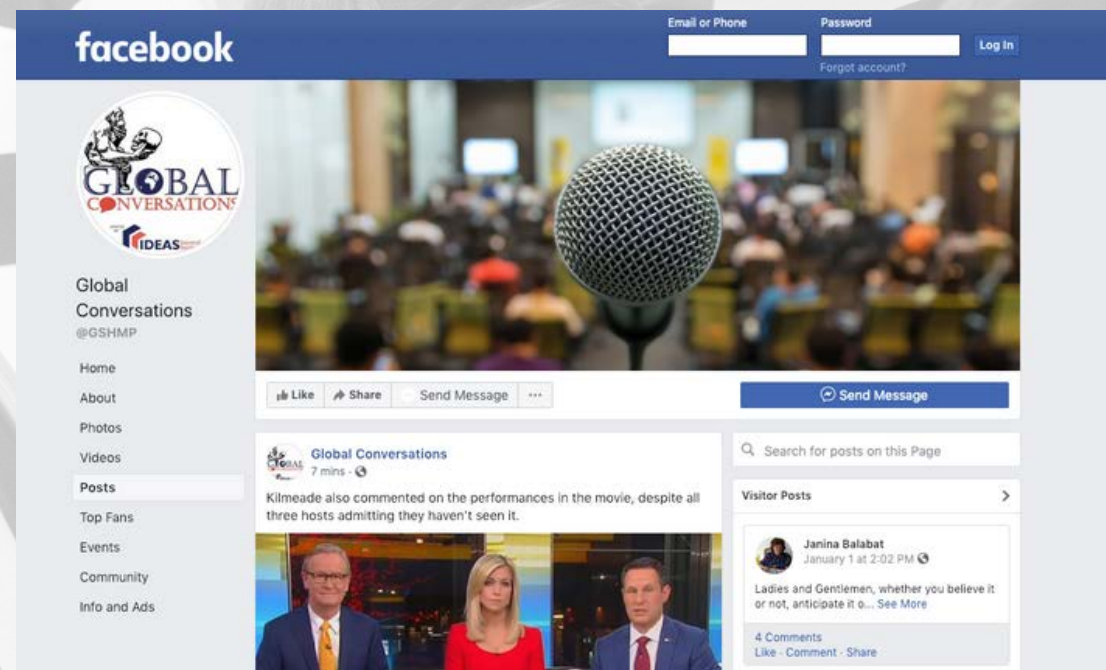 facebook
Email or Phone
Password
Log In
Forgot account?
GLOBAL
CONVERSATIONS
IDEAS
Global
Conversations
@GSHMP
Home
About
Photos
Videos
Posts
Top Fans
Events
Community
Info and Ads
Like
Share
Send Message
Send Message
Global Conversations
7 mins ·
Kilmeade also commented on the performances in the movie, despite all
three hosts admitting they haven't seen it.
Search for posts on this Page
Visitor Posts
Janina Balabat
January 1 at 2:02 PM
Ladies and Gentlemen, whether you believe it
or not, anticipate it o... See More
4 Comments
Like · Comment · Share